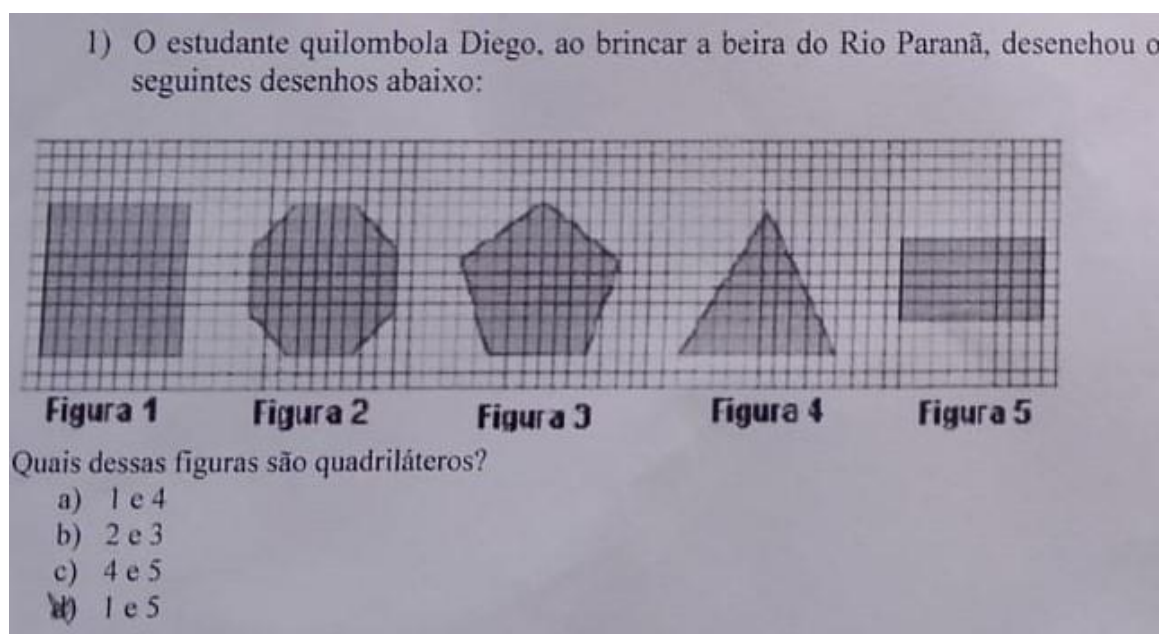 1) O estudante quilombola Diego, ao brincar a beira do Rio Paranã, desenehou o
seguintes desenhos abaixo:
Figura 1 Figura 2 Figura 3 Figura 4 Figura 5
Quais dessas figuras são quadriláteros?
a) 1 e 4
b) 2 e 3
c) 4 e 5
d) 1 e 5